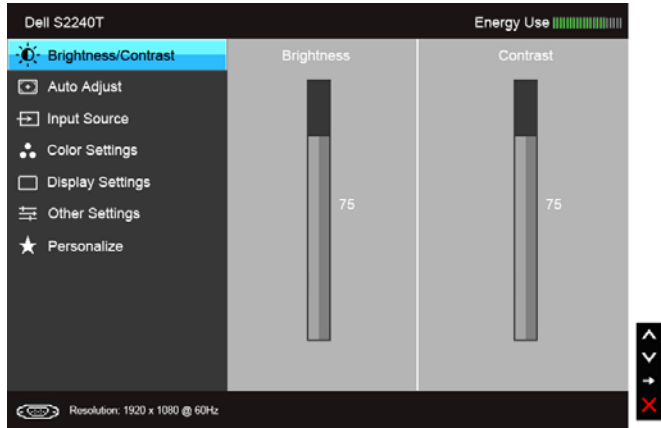 Dell S2240T
Energy Use
Brightness/Contrast
Auto Adjust
Input Source
Color Settings
Display Settings
Other Settings
Personalize
Brightness
Contrast
75
75
Resolution: 1920 x 1080 @ 60Hz